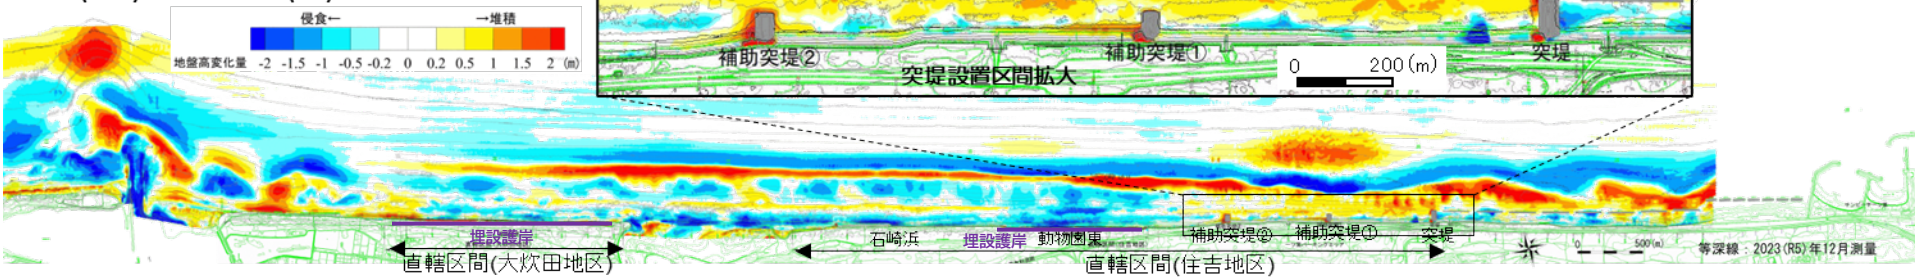 侵食← →堆積
地盤高変化量 -2 -1.5 -1 -0.5 -0.2 0 0.2 0.5 1 1.5 2 (m)
補助突堤② 補助突堤① 突堤
突堤設置区間拡大
0 200(m)
埋設護岸
直轄区間(大炊田地区)
石崎浜 埋設護岸 動物園東
補助突堤② 補助突堤① 突堤
直轄区間(住吉地区)
0 500(m)
等深線：2023(R5)年12月測量